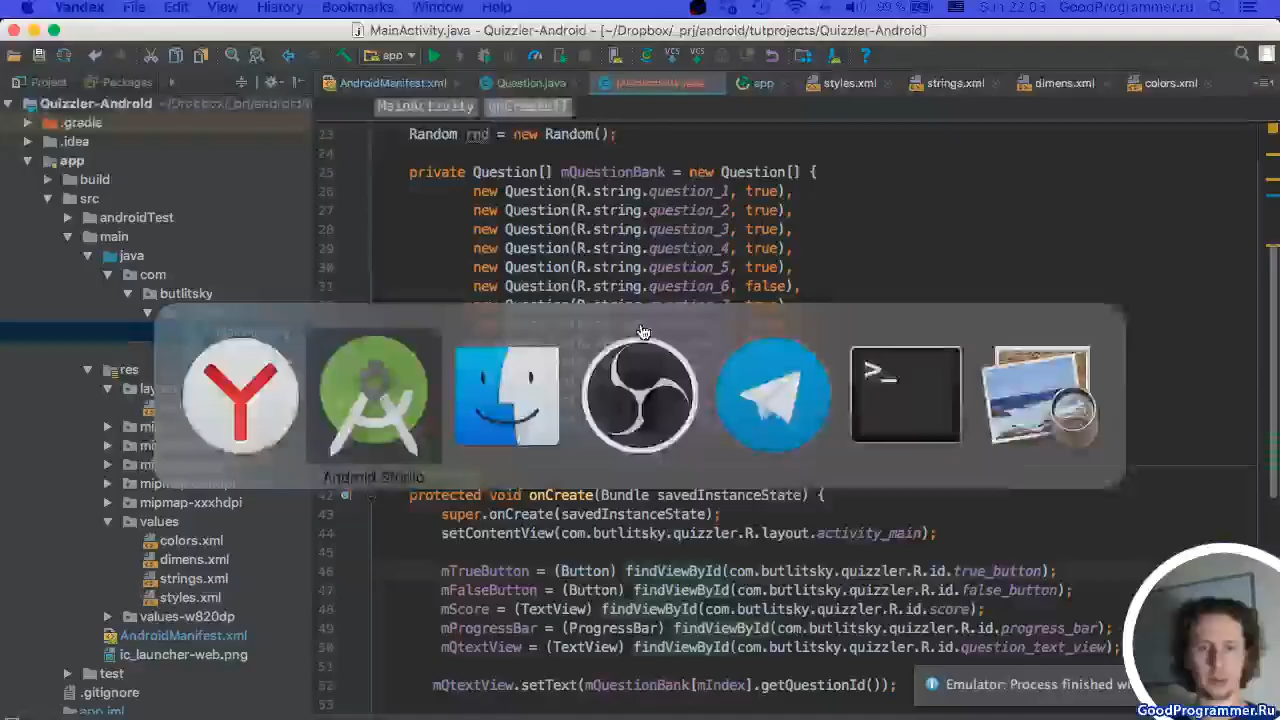 Yandex File Edit View History Bookmarks Window Help 99 % Sun 22 03 GoodProgrammer.ru
MainActivity.java - Quizzler-Android - [~/Dropbox/_prj/android/tutprojects/Quizzler-Android]
app
Project Packages AndroidManifest.xml Question.java app styles.xml strings.xml dimens.xml colors.xml
Quizzler-Android
MainActivity onCreate()
.gradle
.idea
app
build
src
androidTest
main
java
com
butlitsky
res
mipmap-xxxhdpi
values
colors.xml
dimens.xml
strings.xml
styles.xml
values-w820dp
AndroidManifest.xml
ic_launcher-web.png
test
.gitignore
app.iml
23 Random rnd = new Random();
24
25 private Question[] mQuestionBank = new Question[] {
26 new Question(R.string.question_1, true),
27 new Question(R.string.question_2, true),
28 new Question(R.string.question_3, true),
29 new Question(R.string.question_4, true),
30 new Question(R.string.question_5, true),
31 new Question(R.string.question_6, false),
>_
Android Studio
42 protected void onCreate(Bundle savedInstanceState) {
43 super.onCreate(savedInstanceState);
44 setContentView(com.butlitsky.quizzler.R.layout.activity_main);
45
46 mTrueButton = (Button) findViewById(com.butlitsky.quizzler.R.id.true_button);
47 mFalseButton = (Button) findViewById(com.butlitsky.quizzler.R.id.false_button);
48 mScore = (TextView) findViewById(com.butlitsky.quizzler.R.id.score);
49 mProgressBar = (ProgressBar) findViewById(com.butlitsky.quizzler.R.id.progress_bar);
50 mQtextView = (TextView) findViewById(com.butlitsky.quizzler.R.id.question_text_view);
51
52 mQtextView.setText(mQuestionBank[mIndex].getQuestionId());
53
Emulator: Process finished
GoodProgrammer.Ru